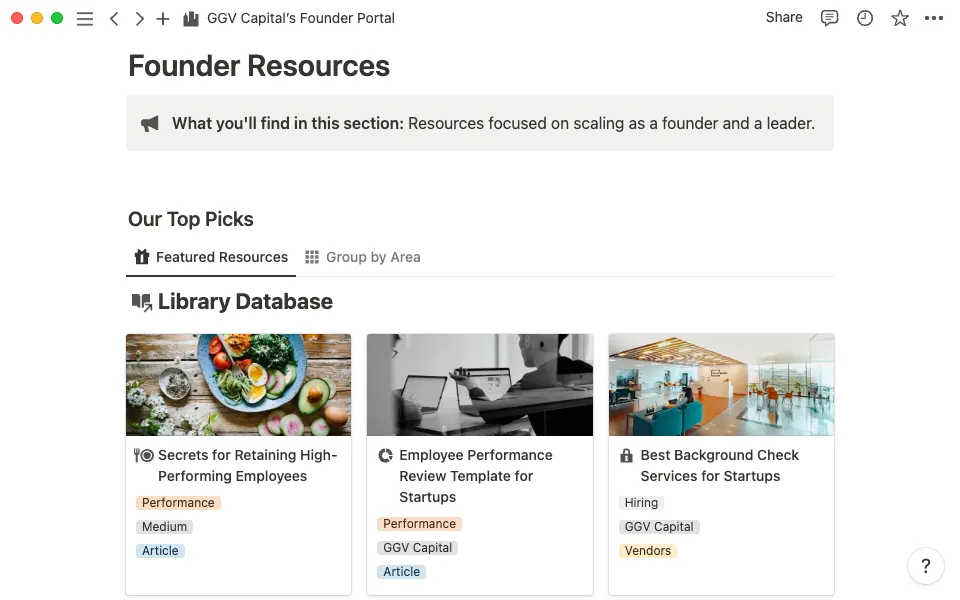 GGV Capital’s Founder Portal
Share
Founder Resources
What you'll find in this section: Resources focused on scaling as a founder and a leader.
Our Top Picks
Featured Resources
Group by Area
Library Database
Secrets for Retaining High-
Performing Employees
Performance
Medium
Article
Employee Performance
Review Template for
Startups
Performance
GGV Capital
Article
Best Background Check
Services for Startups
Hiring
GGV Capital
Vendors
?